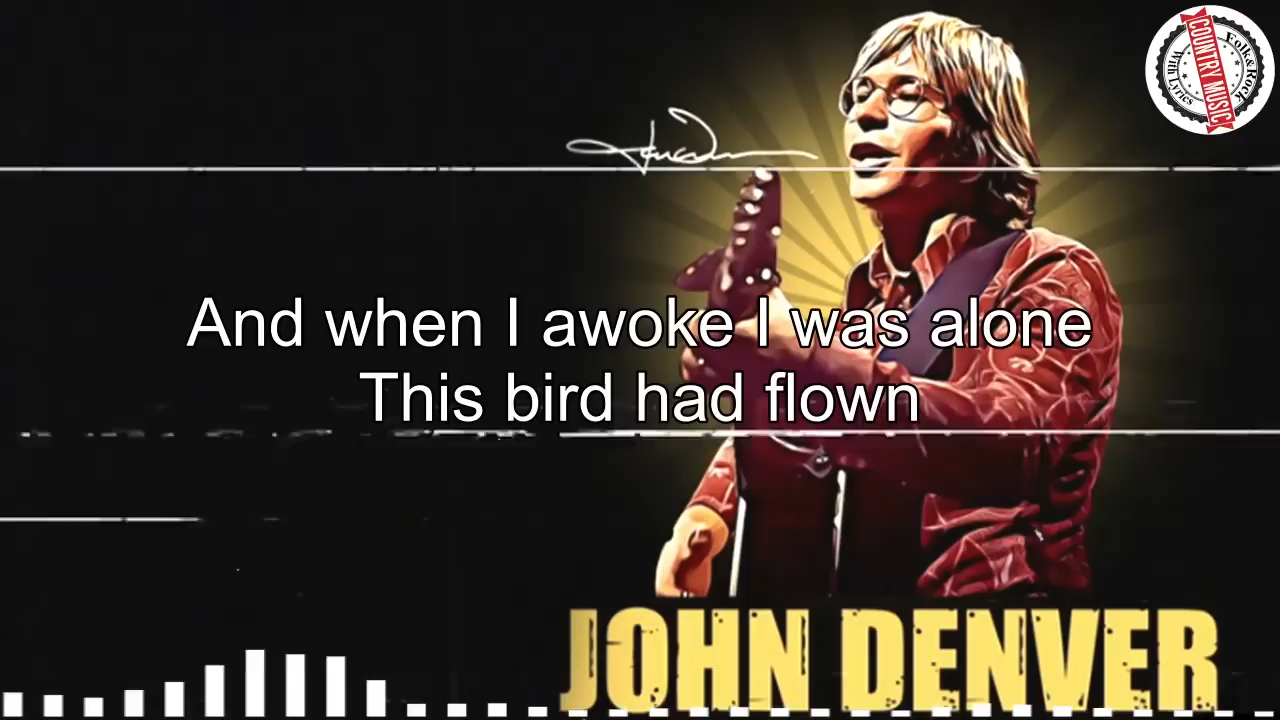 Folk&Rock
COUNTRY MUSIC
With Lyrics
And when I awoke I was alone
This bird had flown
JOHN DENVER